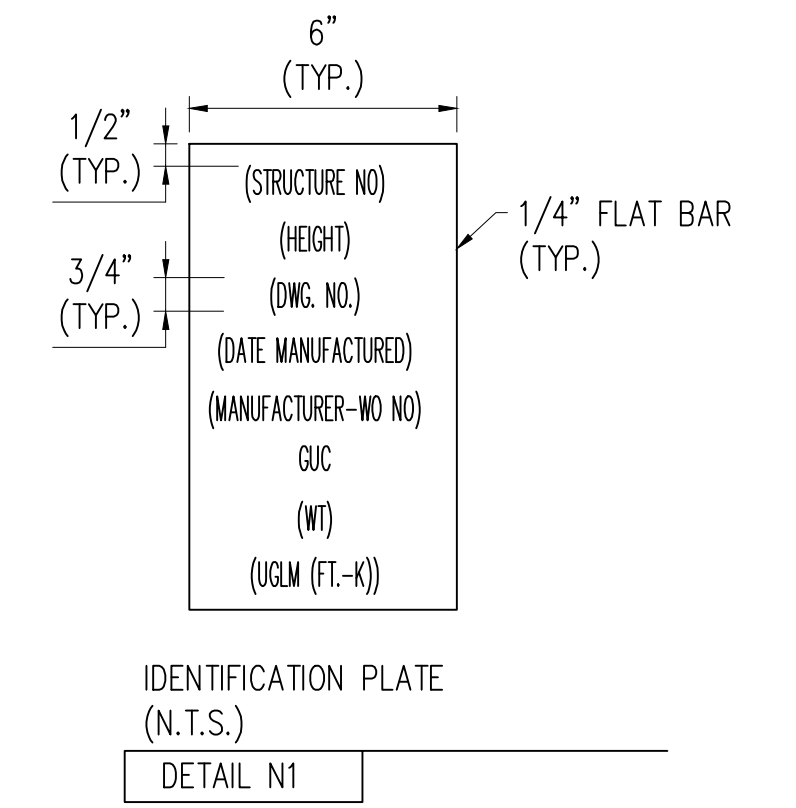 6”
(TYP.)
1/2”
(TYP.)
(STRUCTURE NO)
(HEIGHT)
1/4” FLAT BAR
(TYP.)
3/4”
(TYP.)
(DWG. NO.)
(DATE MANUFACTURED)
(MANUFACTURER-WO NO)
GUC
(WT)
(UGLM (FT.-K))
IDENTIFICATION PLATE
(N.T.S.)
DETAIL N1